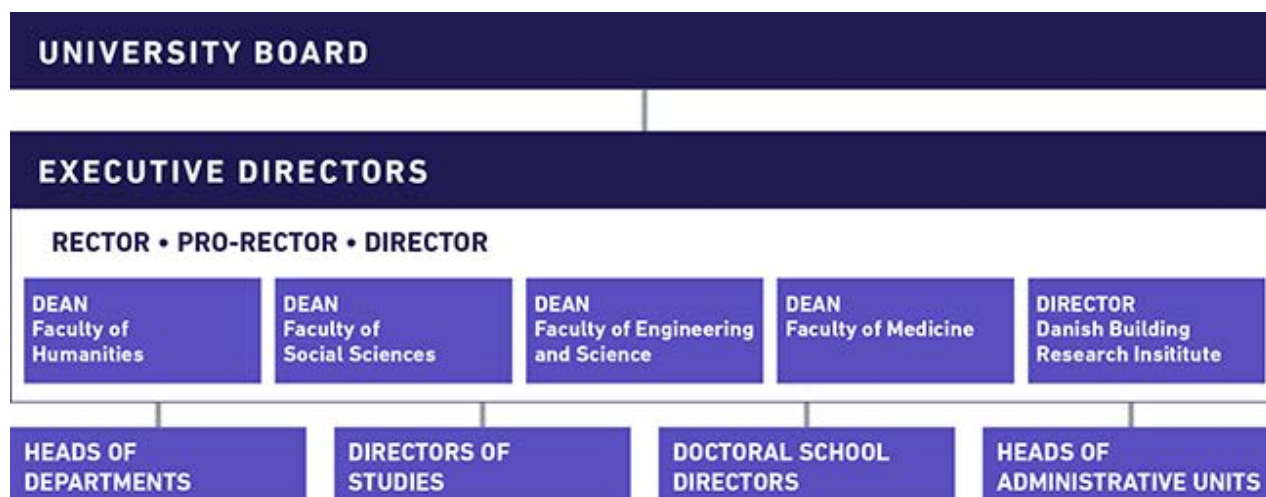 UNIVERSITY BOARD
EXECUTIVE DIRECTORS
RECTOR • PRO-RECTOR • DIRECTOR
DEAN
Faculty of
Humanities
DEAN
Faculty of
Social Sciences
DEAN
Faculty of Engineering
and Science
DEAN
Faculty of Medicine
DIRECTOR
Danish Building
Research Insititute
HEADS OF
DEPARTMENTS
DIRECTORS OF
STUDIES
DOCTORAL SCHOOL
DIRECTORS
HEADS OF
ADMINISTRATIVE UNITS